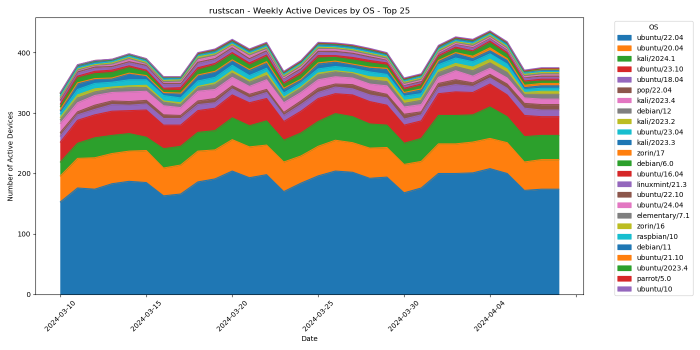 rustscan - Weekly Active Devices by OS - Top 25
Number of Active Devices
400
300
200
100
0
2024-03-10
2024-03-15
2024-03-20
2024-03-25
2024-03-30
2024-04-04
Date
OS
ubuntu/22.04
ubuntu/20.04
kali/2024.1
ubuntu/23.10
ubuntu/18.04
pop/22.04
kali/2023.4
debian/12
kali/2023.2
ubuntu/23.04
kali/2023.3
zorin/17
debian/6.0
ubuntu/16.04
linuxmint/21.3
ubuntu/22.10
ubuntu/24.04
elementary/7.1
zorin/16
raspbian/10
debian/11
ubuntu/21.10
ubuntu/2023.4
parrot/5.0
ubuntu/10